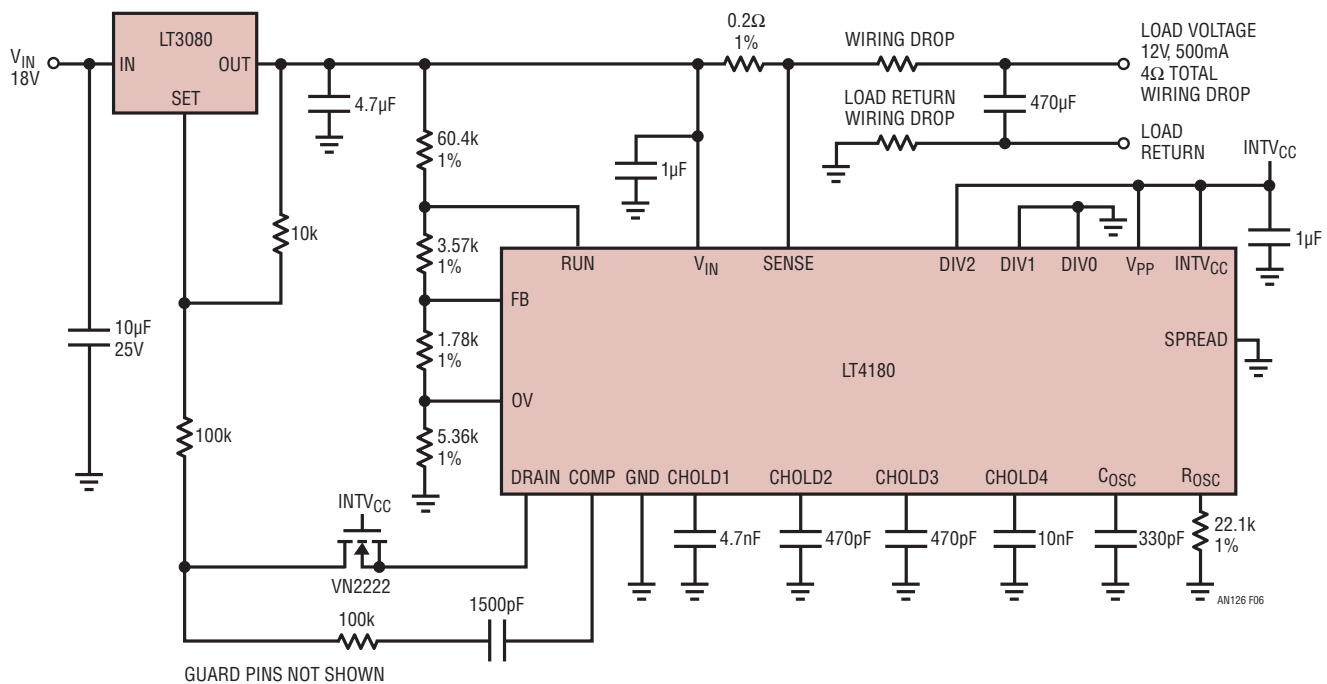 LT3080
V_IN
18V
IN
OUT
SET
4.7µF
10k
10µF
25V
100k
60.4k
1%
3.57k
1%
1.78k
1%
5.36k
1%
0.2Ω
1%
WIRING DROP
LOAD RETURN
WIRING DROP
470µF
LOAD VOLTAGE
12V, 500mA
4Ω TOTAL
WIRING DROP
LOAD
RETURN
INTV_CC
1µF
1µF
RUN
V_IN
SENSE
DIV2
DIV1
DIV0
V_PP
INTV_CC
FB
OV
SPREAD
LT4180
DRAIN
COMP
GND
CHOLD1
CHOLD2
CHOLD3
CHOLD4
C_OSC
R_OSC
4.7nF
470pF
470pF
10nF
330pF
22.1k
1%
INTV_CC
VN2222
100k
1500pF
AN126 F06
GUARD PINS NOT SHOWN